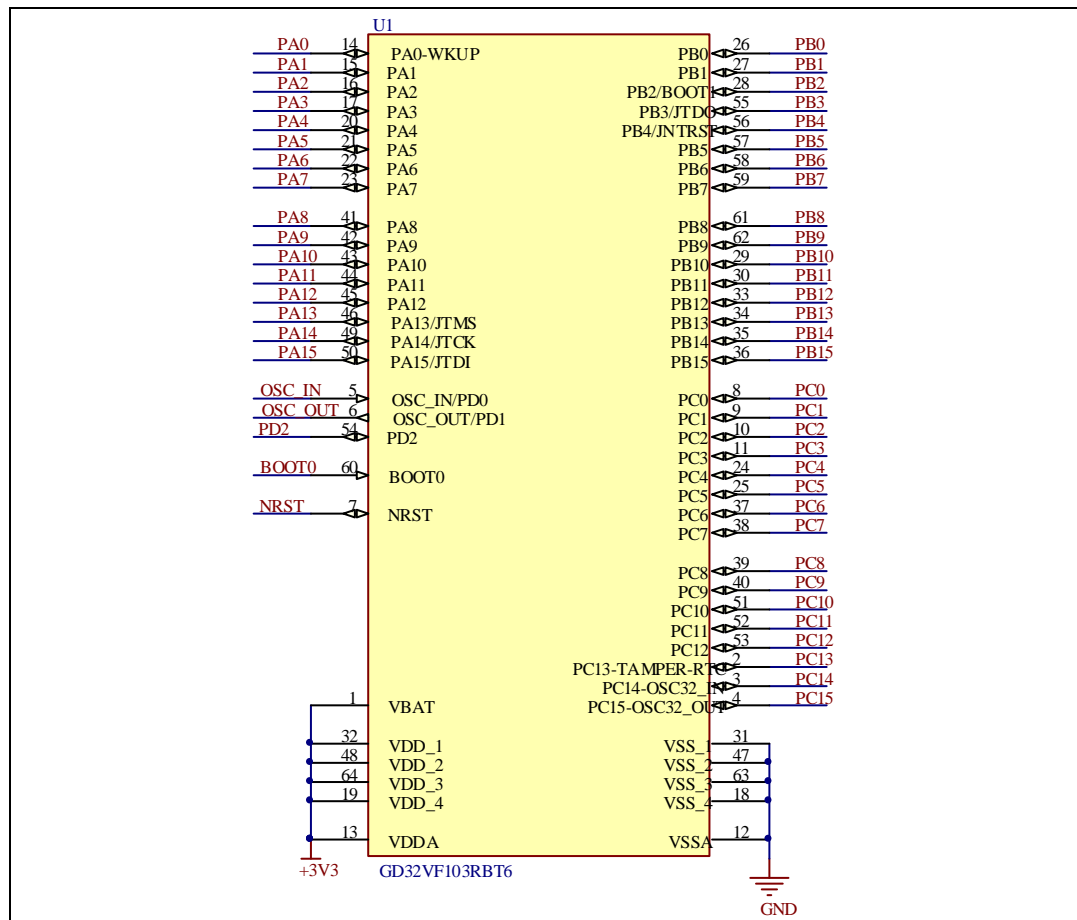 U1
PA0 14 PA0-WKUP PB0 26 PB0
PA1 15 PA1 PB1 27 PB1
PA2 16 PA2 PB2/BOOT1 28 PB2
PA3 17 PA3 PB3/JTDO 55 PB3
PA4 20 PA4 PB4/JNTRST 56 PB4
PA5 21 PA5 PB5 57 PB5
PA6 22 PA6 PB6 58 PB6
PA7 23 PA7 PB7 59 PB7
PA8 41 PA8 PB8 61 PB8
PA9 42 PA9 PB9 62 PB9
PA10 43 PA10 PB10 29 PB10
PA11 44 PA11 PB11 30 PB11
PA12 45 PA12 PB12 33 PB12
PA13 46 PA13/JTMS PB13 34 PB13
PA14 49 PA14/JTCK PB14 35 PB14
PA15 50 PA15/JTDI PB15 36 PB15
OSC_IN 5 OSC_IN/PD0 PC0 8 PC0
OSC_OUT 6 OSC_OUT/PD1 PC1 9 PC1
PD2 54 PD2 PC2 10 PC2
PC3 11 PC3
BOOT0 60 BOOT0 PC4 24 PC4
PC5 25 PC5
NRST 7 NRST PC6 37 PC6
PC7 38 PC7
PC8 39 PC8
PC9 40 PC9
PC10 51 PC10
PC11 52 PC11
PC12 53 PC12
PC13-TAMPER-RTC 2 PC13
PC14-OSC32_IN 3 PC14
1 VBAT PC15-OSC32_OUT 4 PC15
32 VDD_1 VSS_1 31
48 VDD_2 VSS_2 47
64 VDD_3 VSS_3 63
19 VDD_4 VSS_4 18
13 VDDA VSSA 12
+3V3 GD32VF103RBT6
GND